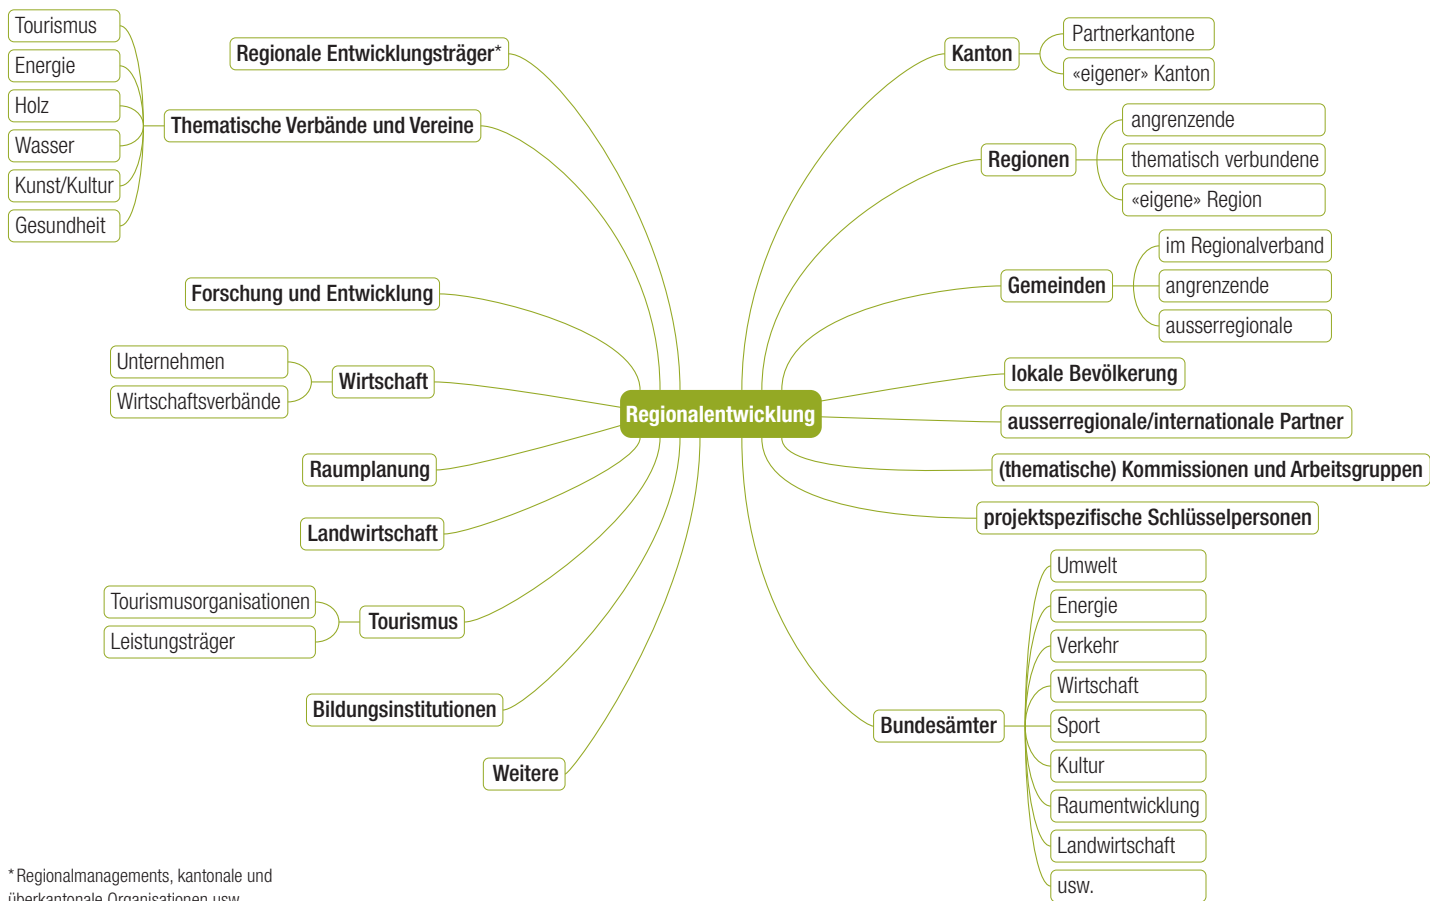 Tourismus
Energie
Holz
Wasser
Kunst/Kultur
Gesundheit
Regionale Entwicklungsträger*
Thematische Verbände und Vereine
Forschung und Entwicklung
Unternehmen
Wirtschaftsverbände
Wirtschaft
Raumplanung
Landwirtschaft
Tourismusorganisationen
Leistungsträger
Tourismus
Bildungsinstitutionen
Weitere
Regionalentwicklung
Kanton
Partnerkantone
«eigener» Kanton
Regionen
angrenzende
thematisch verbundene
«eigene» Region
Gemeinden
im Regionalverband
angrenzende
ausserregionale
lokale Bevölkerung
ausserregionale/internationale Partner
(thematische) Kommissionen und Arbeitsgruppen
projektspezifische Schlüsselpersonen
Bundesämter
Umwelt
Energie
Verkehr
Wirtschaft
Sport
Kultur
Raumentwicklung
Landwirtschaft
usw.
* Regionalmanagements, kantonale und
überkantonale Organisationen usw.